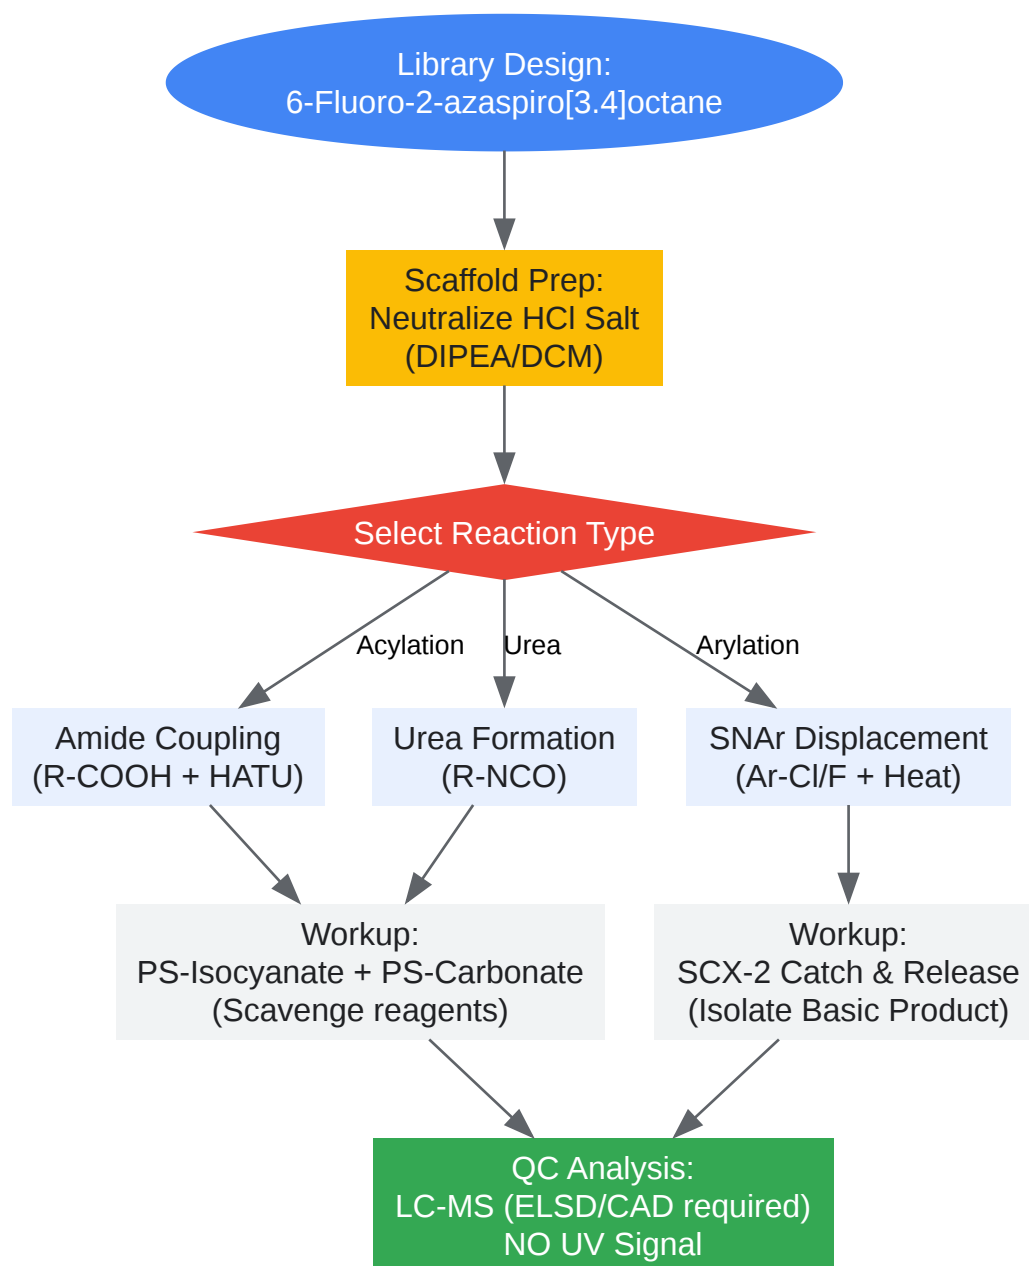 Library Design:
6-Fluoro-2-azaspiro[3.4]octane
Scaffold Prep:
Neutralize HCl Salt
(DIPEA/DCM)
Select Reaction Type
Acylation
Urea
Arylation
Amide Coupling
(R-COOH + HATU)
Urea Formation
(R-NCO)
SNAr Displacement
(Ar-Cl/F + Heat)
Workup:
PS-Isocyanate + PS-Carbonate
(Scavenge reagents)
Workup:
SCX-2 Catch & Release
(Isolate Basic Product)
QC Analysis:
LC-MS (ELSD/CAD required)
NO UV Signal